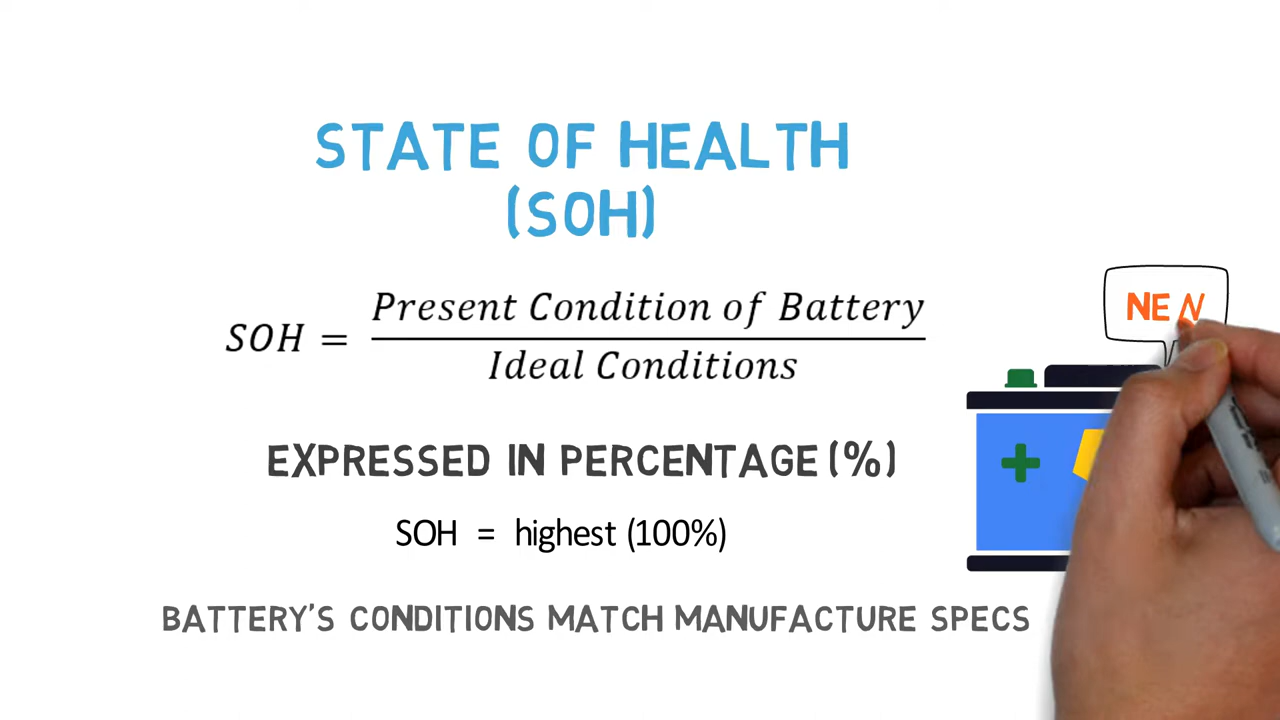 STATE OF HEALTH
(SOH)
SOH = Present Condition of Battery / Ideal Conditions
NEW
EXPRESSED IN PERCENTAGE (%)
SOH = highest (100%)
BATTERY'S CONDITIONS MATCH MANUFACTURE SPECS